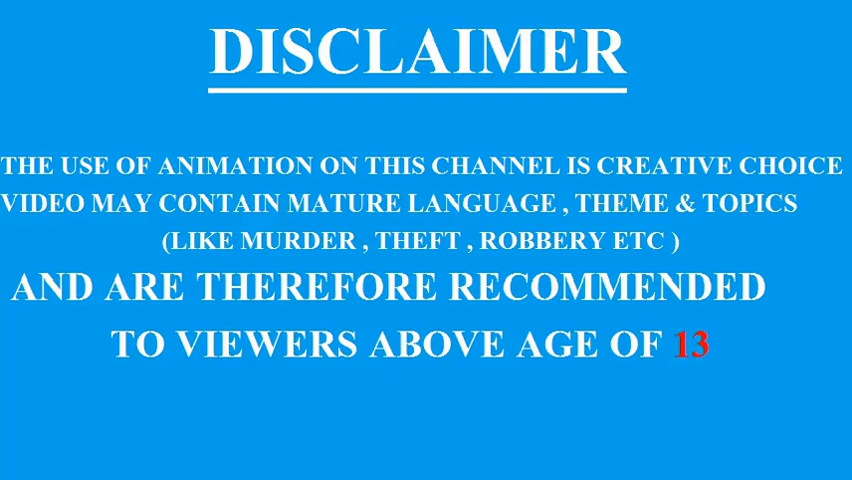 DISCLAIMER
THE USE OF ANIMATION ON THIS CHANNEL IS CREATIVE CHOICE
VIDEO MAY CONTAIN MATURE LANGUAGE , THEME & TOPICS
(LIKE MURDER , THEFT , ROBBERY ETC )
AND ARE THEREFORE RECOMMENDED
TO VIEWERS ABOVE AGE OF 13